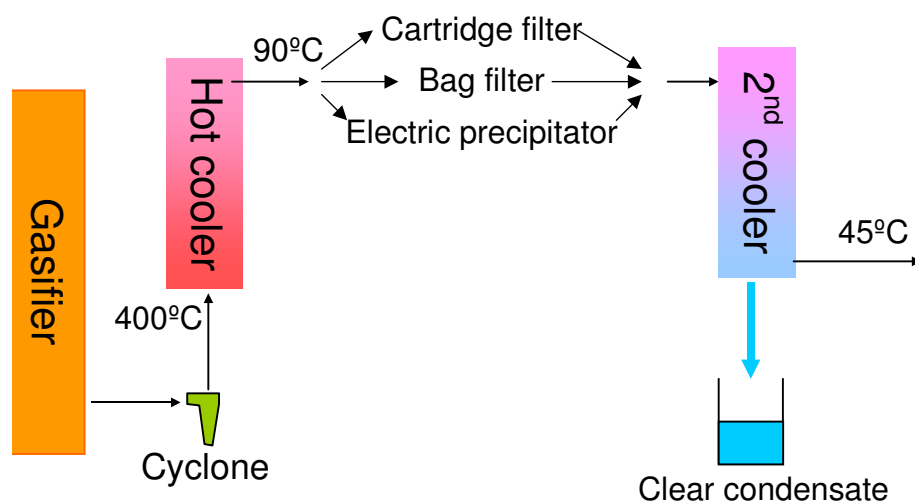 Gasifier
Cyclone
400ºC
Hot cooler
90ºC
Cartridge filter
Bag filter
Electric precipitator
2nd cooler
45ºC
Clear condensate